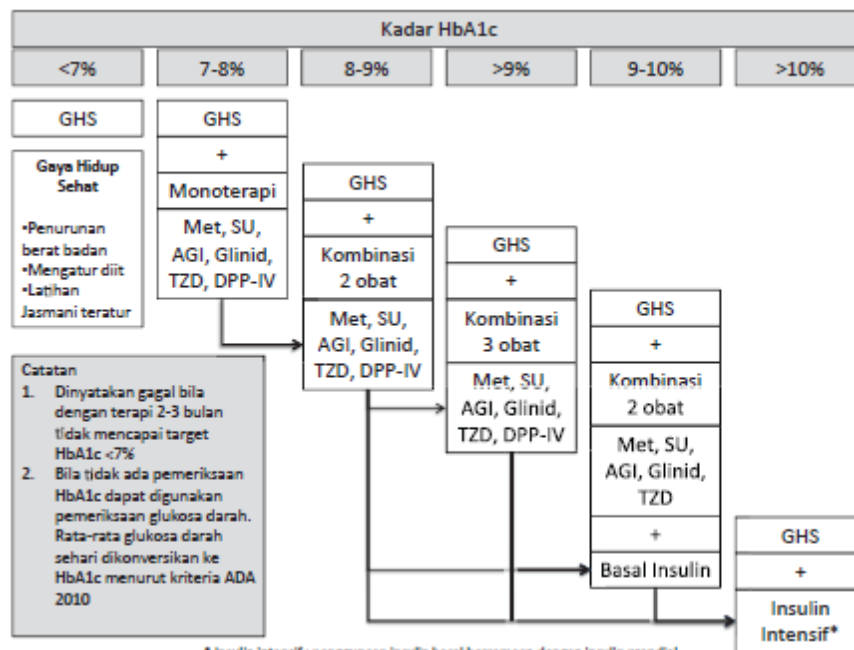 Kadar HbA1c
<7%
7-8%
8-9%
>9%
9-10%
>10%
GHS
Gaya Hidup
Sehat
•Penurunan
berat badan
•Mengatur diit
•Latihan
Jasmani teratur
GHS
+
Monoterapi
Met, SU,
AGI, Glinid,
TZD, DPP-IV
GHS
+
Kombinasi
2 obat
Met, SU,
AGI, Glinid,
TZD, DPP-IV
GHS
+
Kombinasi
3 obat
Met, SU,
AGI, Glinid,
TZD, DPP-IV
GHS
+
Kombinasi
2 obat
Met, SU,
AGI, Glinid,
TZD
+
Basal Insulin
GHS
+
Insulin
Intensif*
Catatan
1. Dinyatakan gagal bila
dengan terapi 2-3 bulan
tidak mencapai target
HbA1c <7%
2. Bila tidak ada pemeriksaan
HbA1c dapat digunakan
pemeriksaan glukosa darah.
Rata-rata glukosa darah
sehari dikonversikan ke
HbA1c menurut kriteria ADA
2010